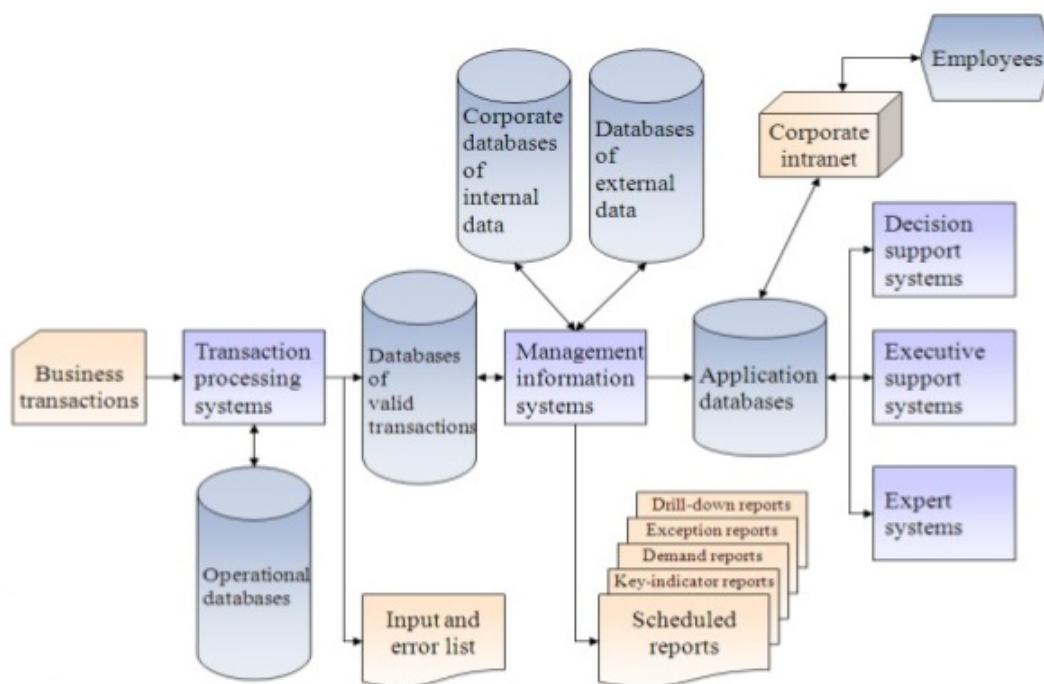 Employees
Corporate
intranet
Corporate
databases
of
internal
data
Databases
of
external
data
Decision
support
systems
Business
transactions
Transaction
processing
systems
Databases
of
valid
transactions
Management
information
systems
Application
databases
Executive
support
systems
Operational
databases
Input and
error list
Drill-down reports
Exception reports
Demand reports
Key-indicator reports
Scheduled
reports
Expert
systems